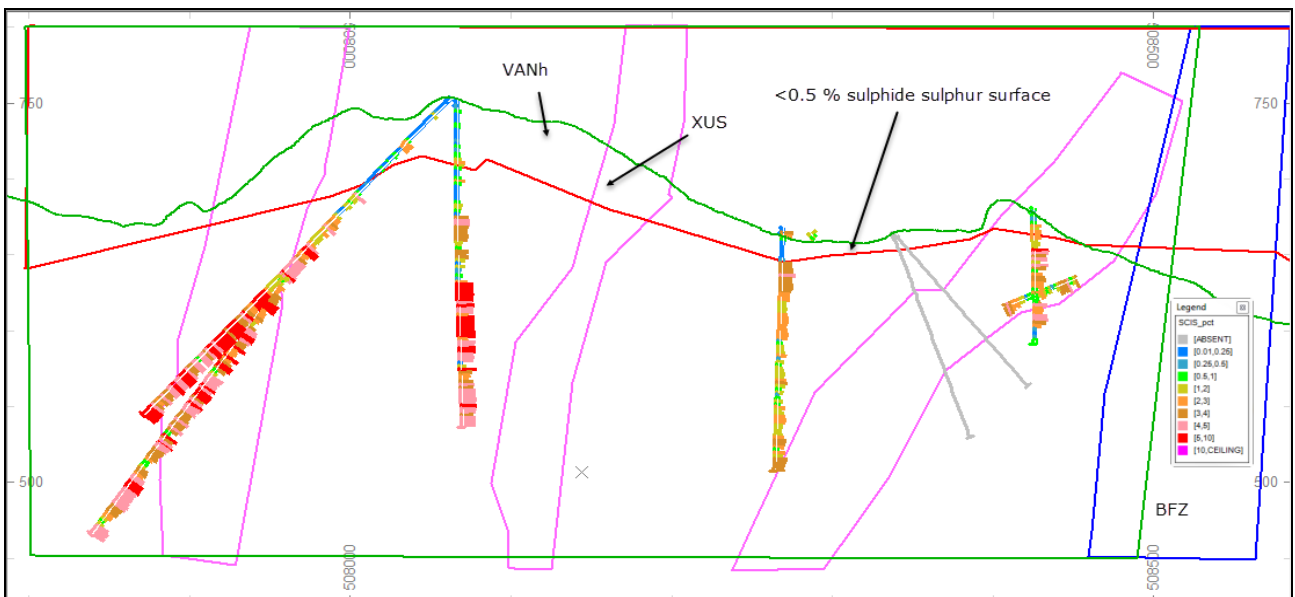 508000
508500
VANh
<0.5 % sulphide sulphur surface
750
750
XUS
Legend
SCIS_pct
[ABSENT]
[0.01,0.25]
[0.25,0.5]
[0.5,1]
[1,2]
[2,3]
[3,4]
[4,5]
[5,10]
[10,CEILING]
500
500
BFZ
508000
508500